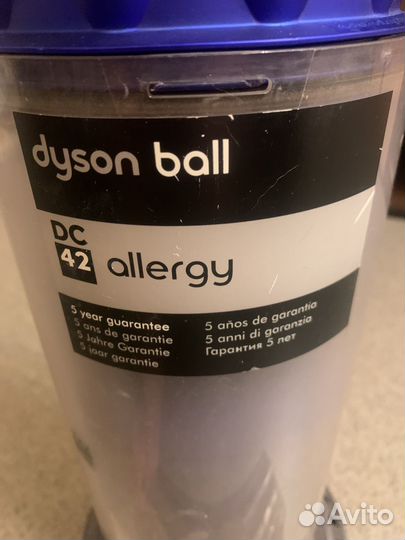 dyson ball
DC
42 allergy
5 year guarantee
5 ans de garantie
5 Jahre Garantie
5 jaar garantie
5 años de garantia
5 anni di garanzia
Гарантия 5 лет
Avito